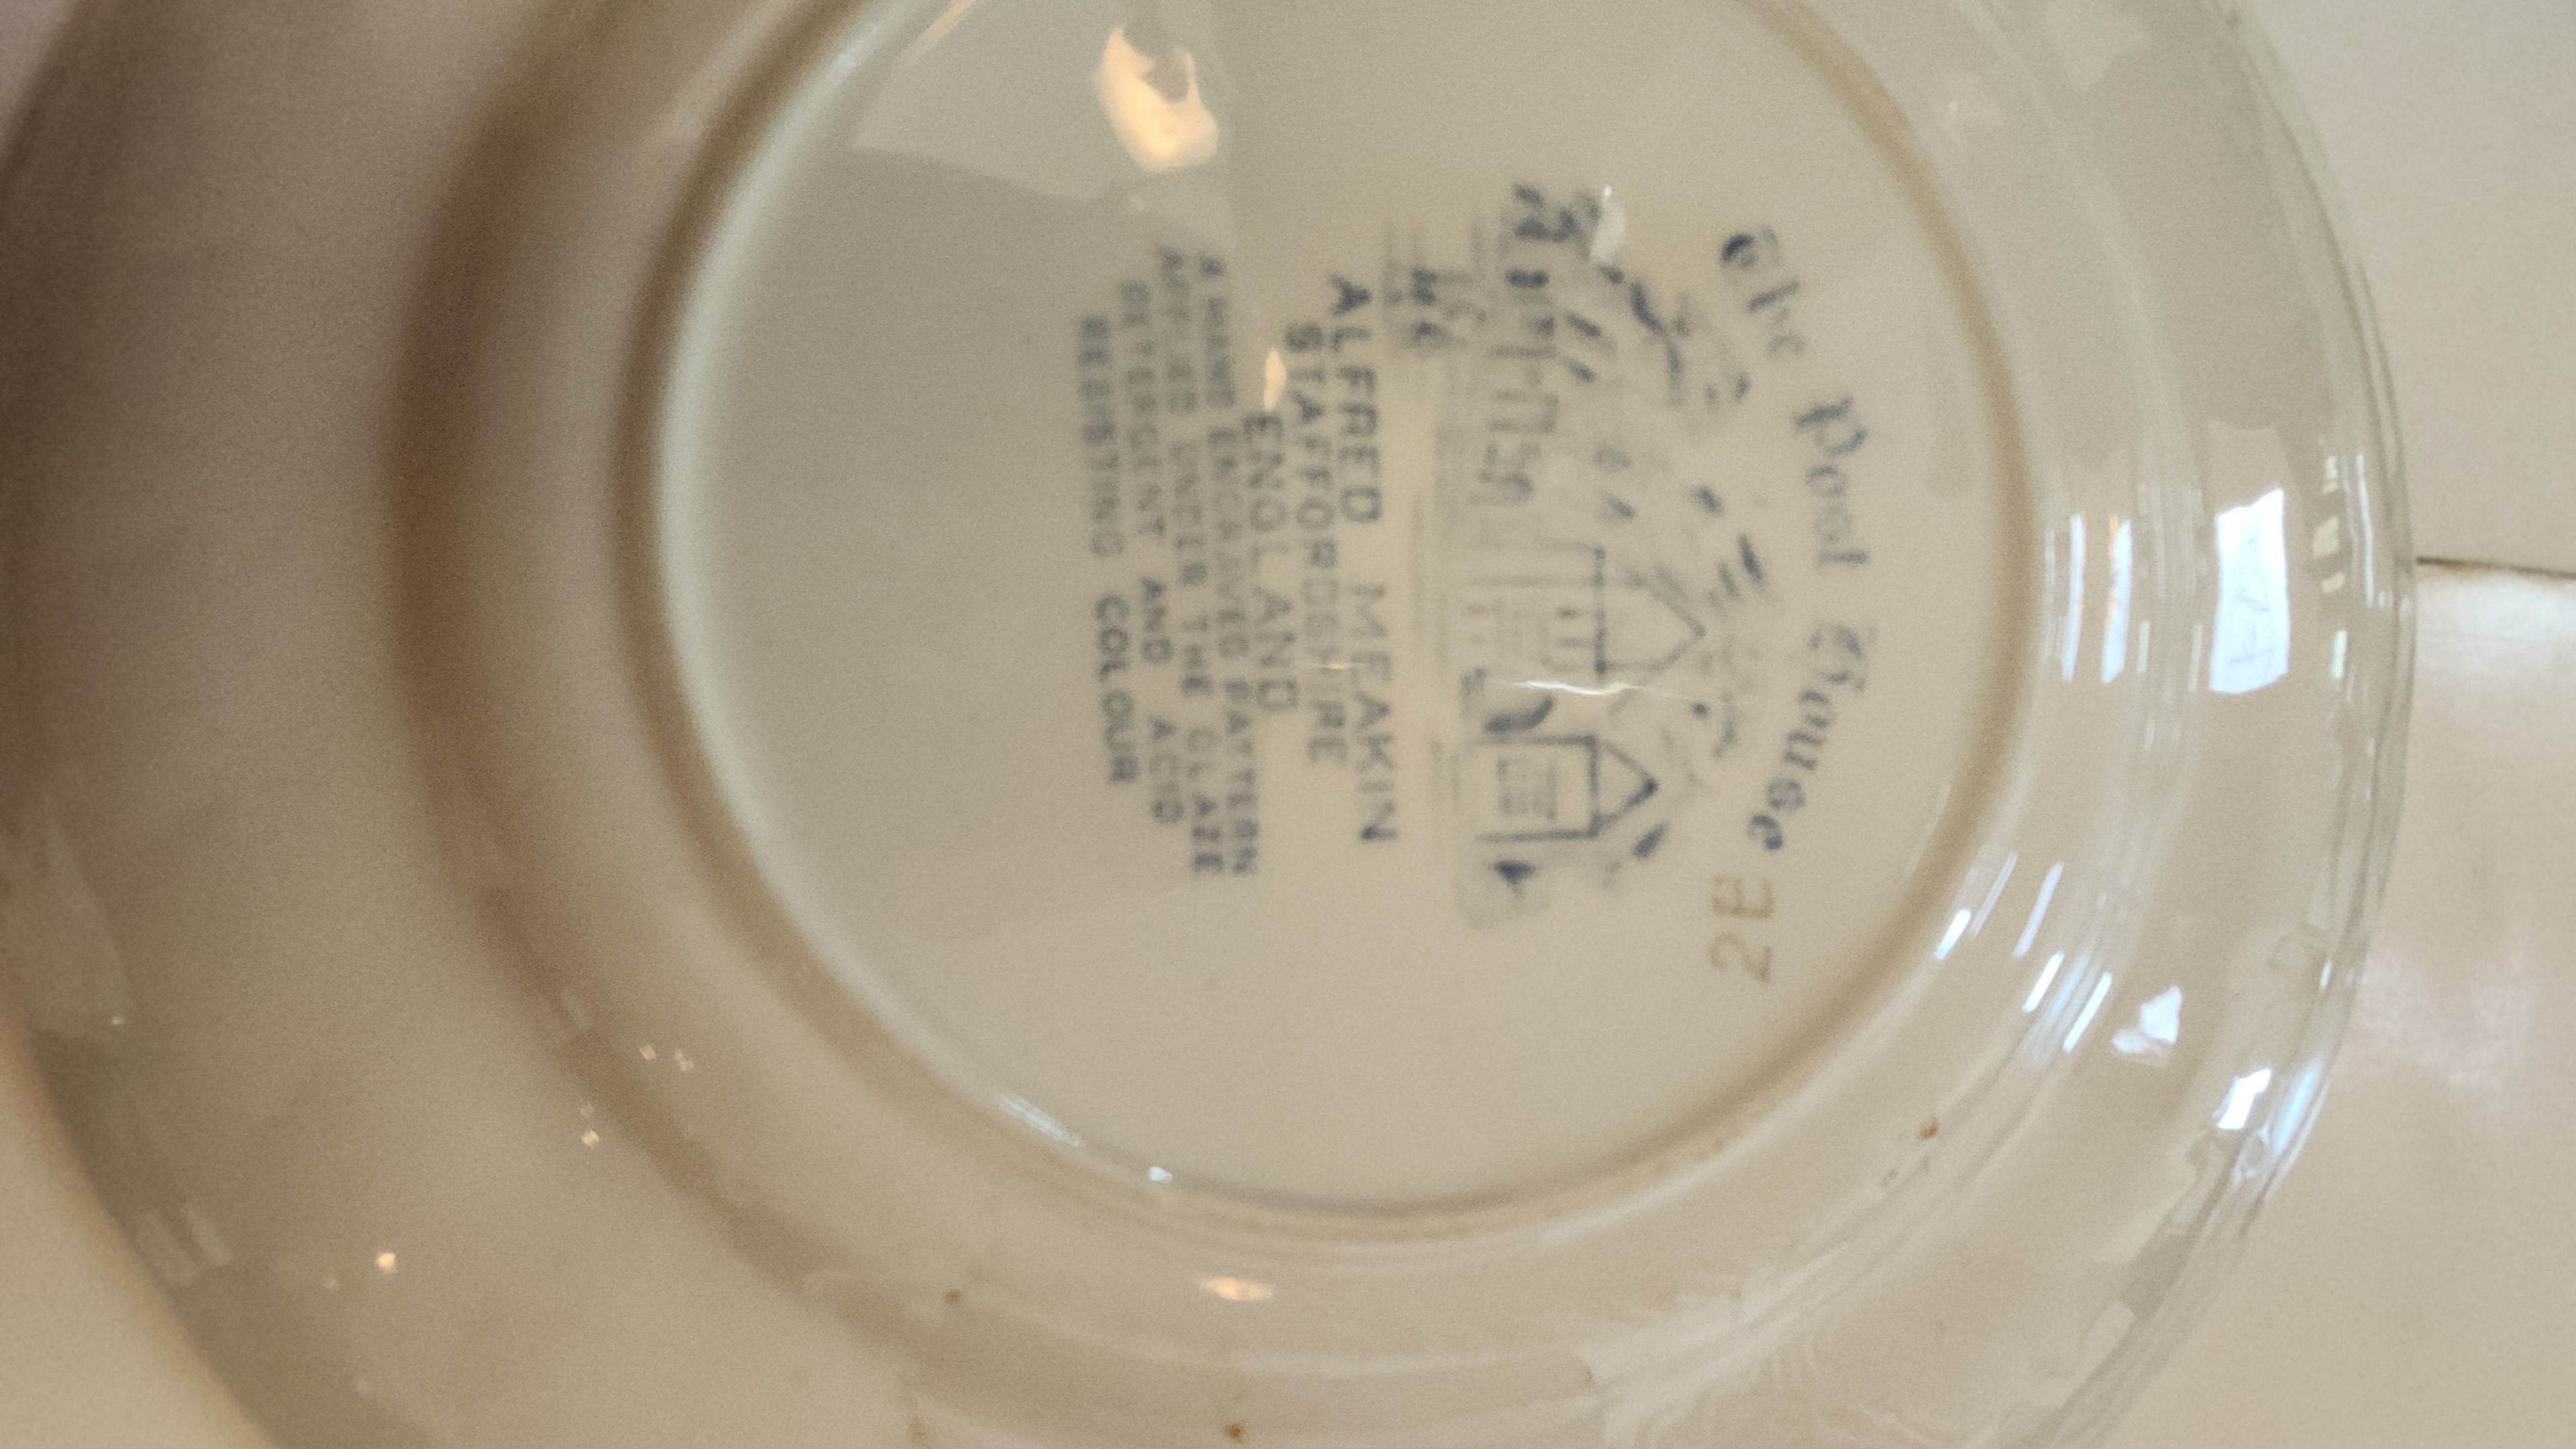 The Post House
2E
ALFRED MEAKIN
STAFFORDSHIRE
ENGLAND
A HAND ENGRAVED PATTERN
APPLIED UNDER THE GLAZE
DETERGENT AND ACID
RESISTING COLOUR